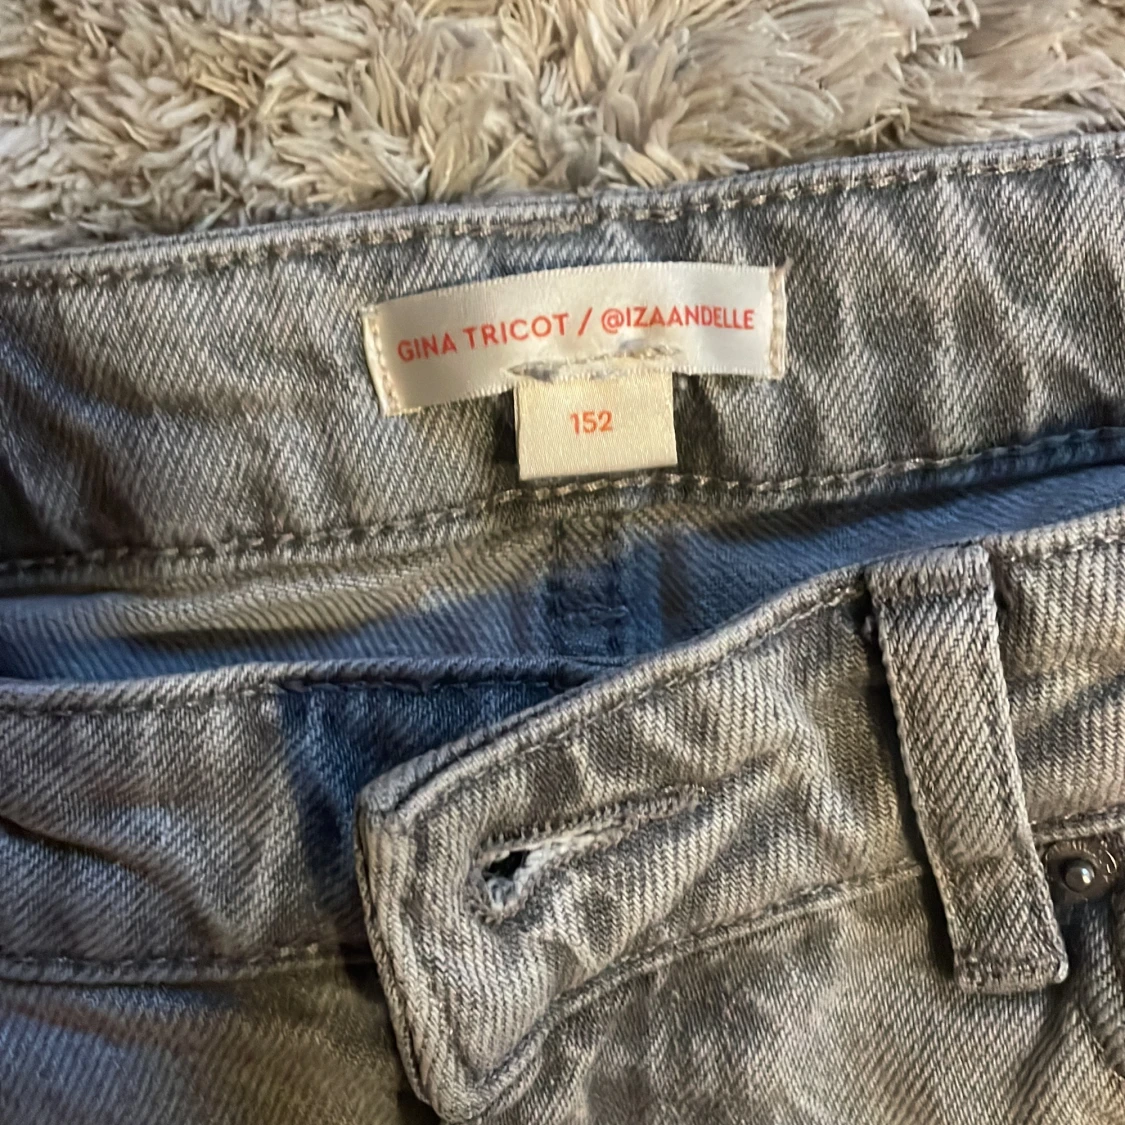 GINA TRICOT / @IZAANDELLE
152